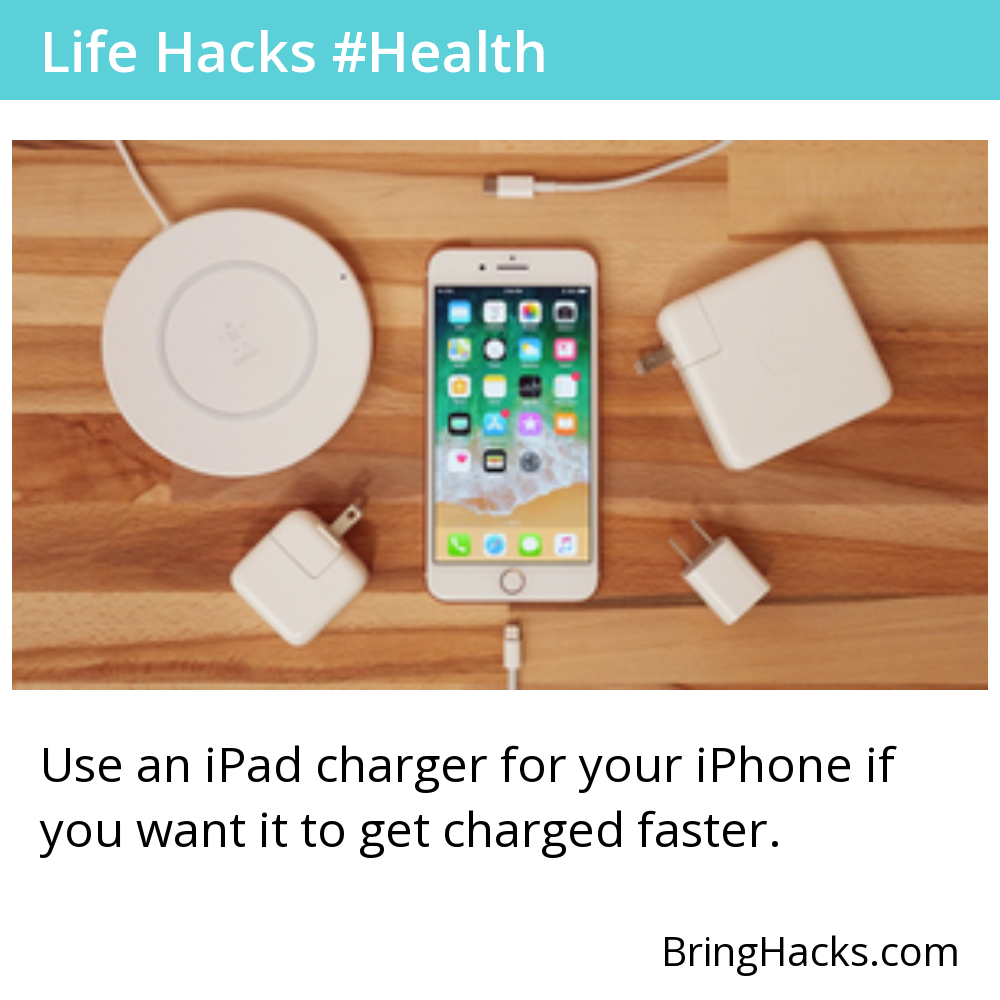 Life Hacks #Health
Use an iPad charger for your iPhone if
you want it to get charged faster.
BringHacks.com